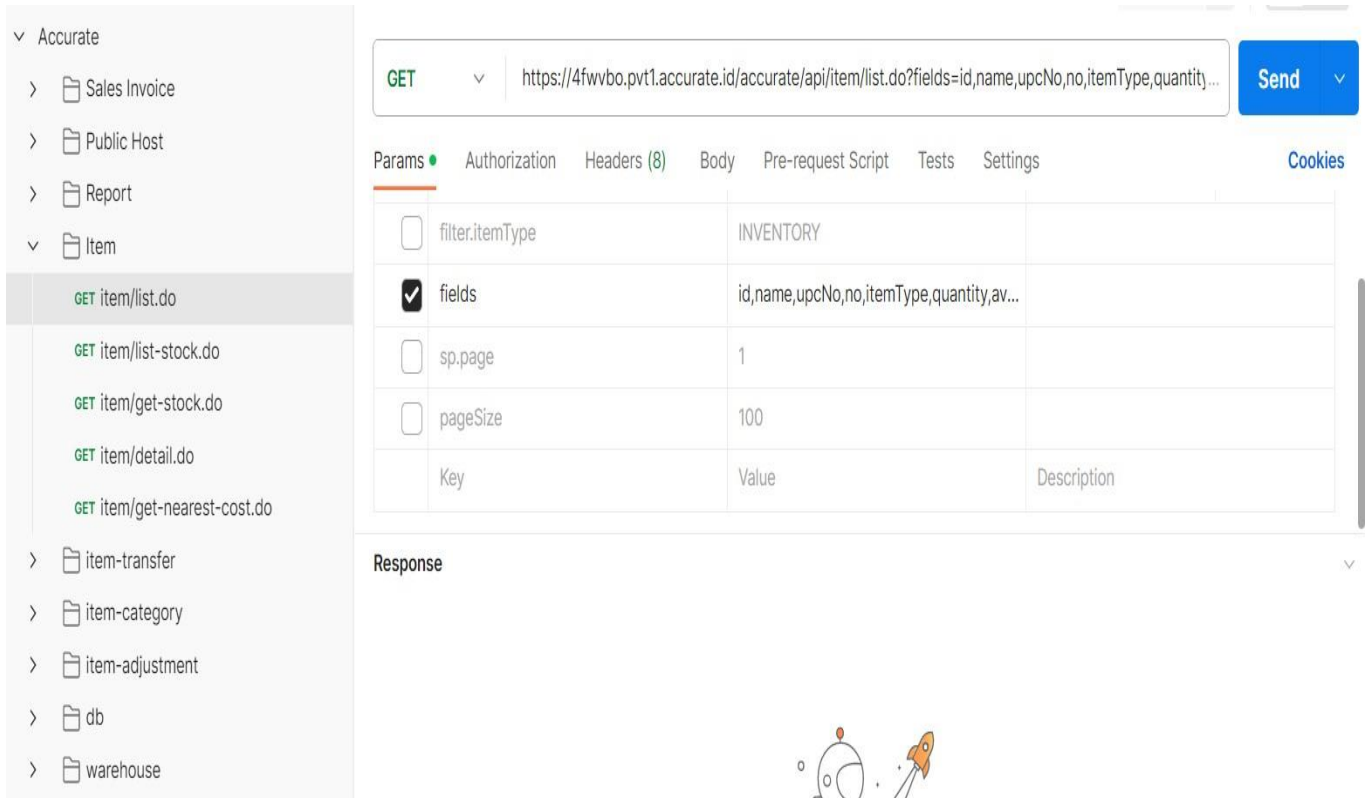 Accurate
Sales Invoice
Public Host
Report
Item
GET item/list.do
GET item/list-stock.do
GET item/get-stock.do
GET item/detail.do
GET item/get-nearest-cost.do
item-transfer
item-category
item-adjustment
db
warehouse
GET https://4fwvbo.pvt1.accurate.id/accurate/api/item/list.do?fields=id,name,upcNo,no,itemType,quantity... Send
Params Authorization Headers (8) Body Pre-request Script Tests Settings Cookies
filter.itemType INVENTORY
fields id,name,upcNo,no,itemType,quantity,av...
sp.page 1
pageSize 100
Key Value Description
Response